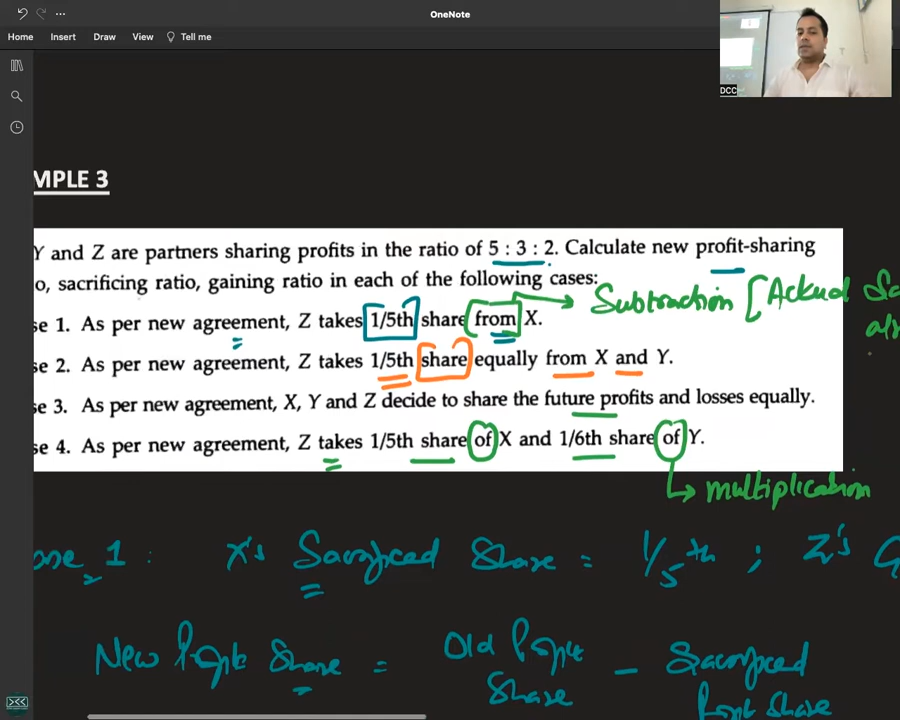 OneNote
Home Insert Draw View Tell me
DCC
MPLE 3
Y and Z are partners sharing profits in the ratio of 5 : 3 : 2. Calculate new profit-sharing
o, sacrificing ratio, gaining ratio in each of the following cases:
Subtraction [Actual Sa
se 1. As per new agreement, Z takes 1/5th share from X.
alr
se 2. As per new agreement, Z takes 1/5th share equally from X and Y.
se 3. As per new agreement, X, Y and Z decide to share the future profits and losses equally.
se 4. As per new agreement, Z takes 1/5th share of X and 1/6th share of Y.
multiplication
ase 1 : X's Sacrificed Share = 1/5th ; Z's G
New Profit Share = Old Profit Share - Sacrificed Profit Share